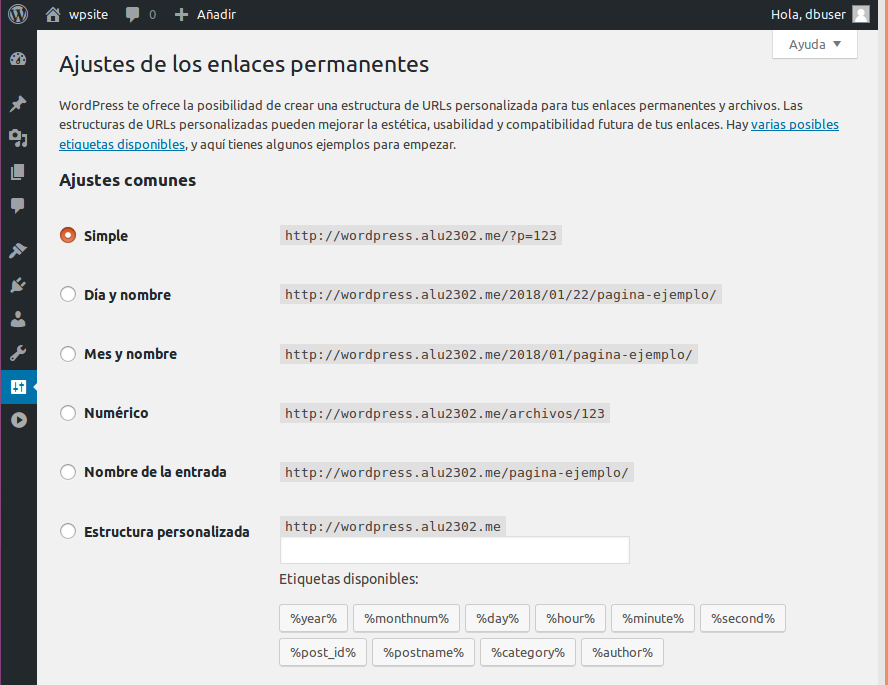 wpsite 0 Añadir Hola, dbuser
Ayuda
Ajustes de los enlaces permanentes
WordPress te ofrece la posibilidad de crear una estructura de URLs personalizada para tus enlaces permanentes y archivos. Las
estructuras de URLs personalizadas pueden mejorar la estética, usabilidad y compatibilidad futura de tus enlaces. Hay varias posibles
etiquetas disponibles, y aquí tienes algunos ejemplos para empezar.
Ajustes comunes
Simple http://wordpress.alu2302.me/?p=123
Día y nombre http://wordpress.alu2302.me/2018/01/22/pagina-ejemplo/
Mes y nombre http://wordpress.alu2302.me/2018/01/pagina-ejemplo/
Numérico http://wordpress.alu2302.me/archivos/123
Nombre de la entrada http://wordpress.alu2302.me/pagina-ejemplo/
Estructura personalizada http://wordpress.alu2302.me
Etiquetas disponibles:
%year% %monthnum% %day% %hour% %minute% %second%
%post_id% %postname% %category% %author%